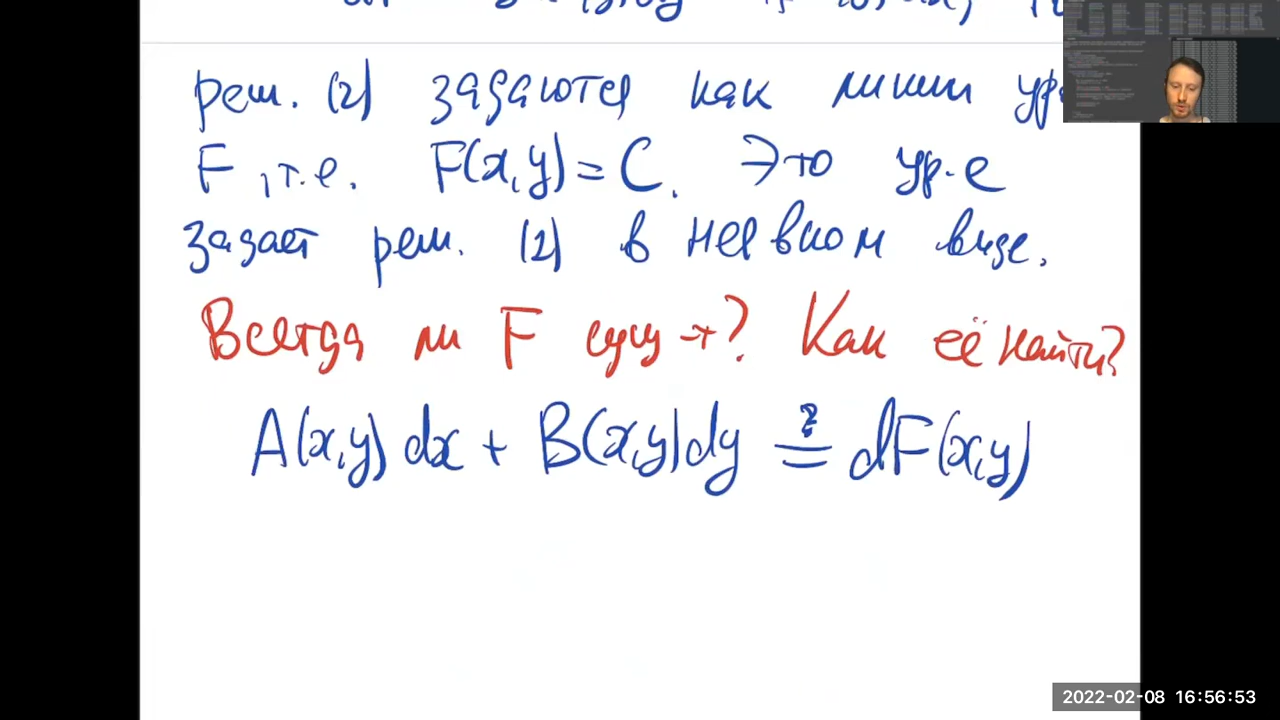 реш. (2) задаются как линии ур
F, т.е. F(x,y) = C. Это ур-е
задаёт реш. (2) в неявном виде.
Всегда ли F сущ-т? Как её найти?
A(x,y) dx + B(x,y) dy ≟ dF(x,y)
2022-02-08 16:56:53